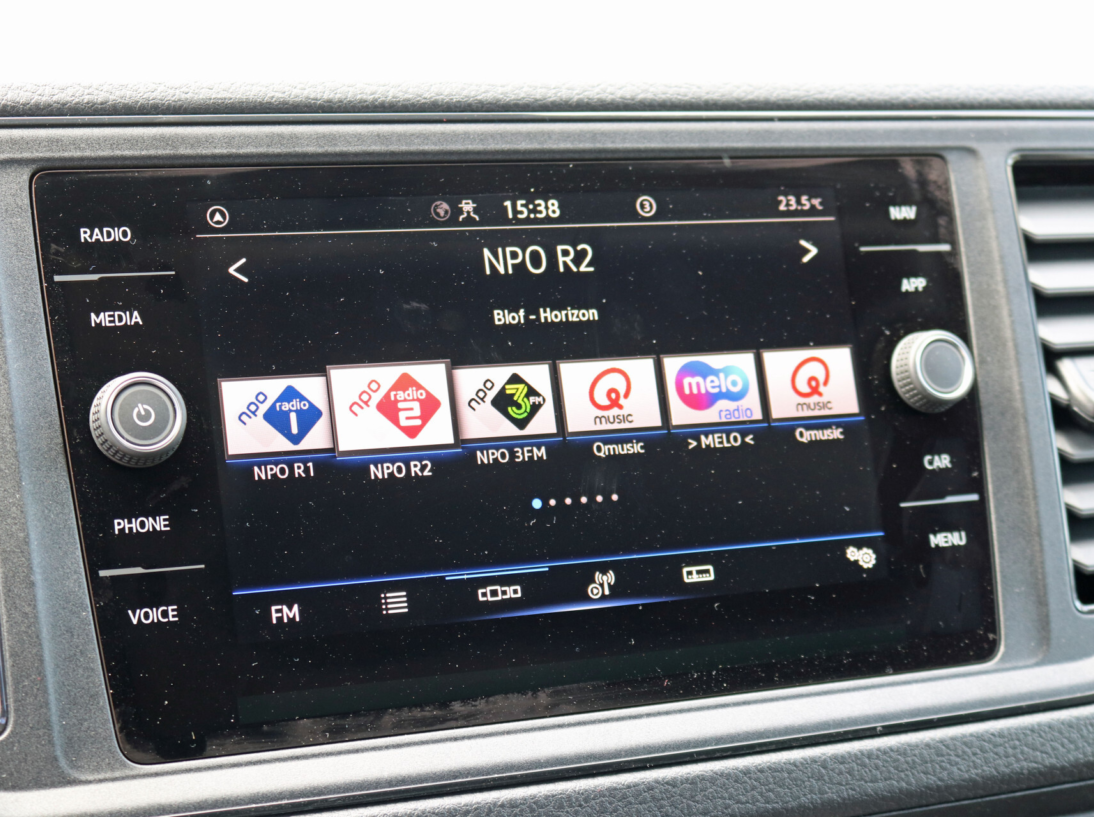 RADIO
MEDIA
PHONE
VOICE
15:38
3
23.5°C
<
NPO R2
>
Blof - Horizon
npo radio 1
npo radio 2
npo 3FM
Q MUSIC
melo radio
Q MUSIC
NPO R1
NPO R2
NPO 3FM
Qmusic
> MELO <
Qmusic
FM
NAV
APP
CAR
MENU